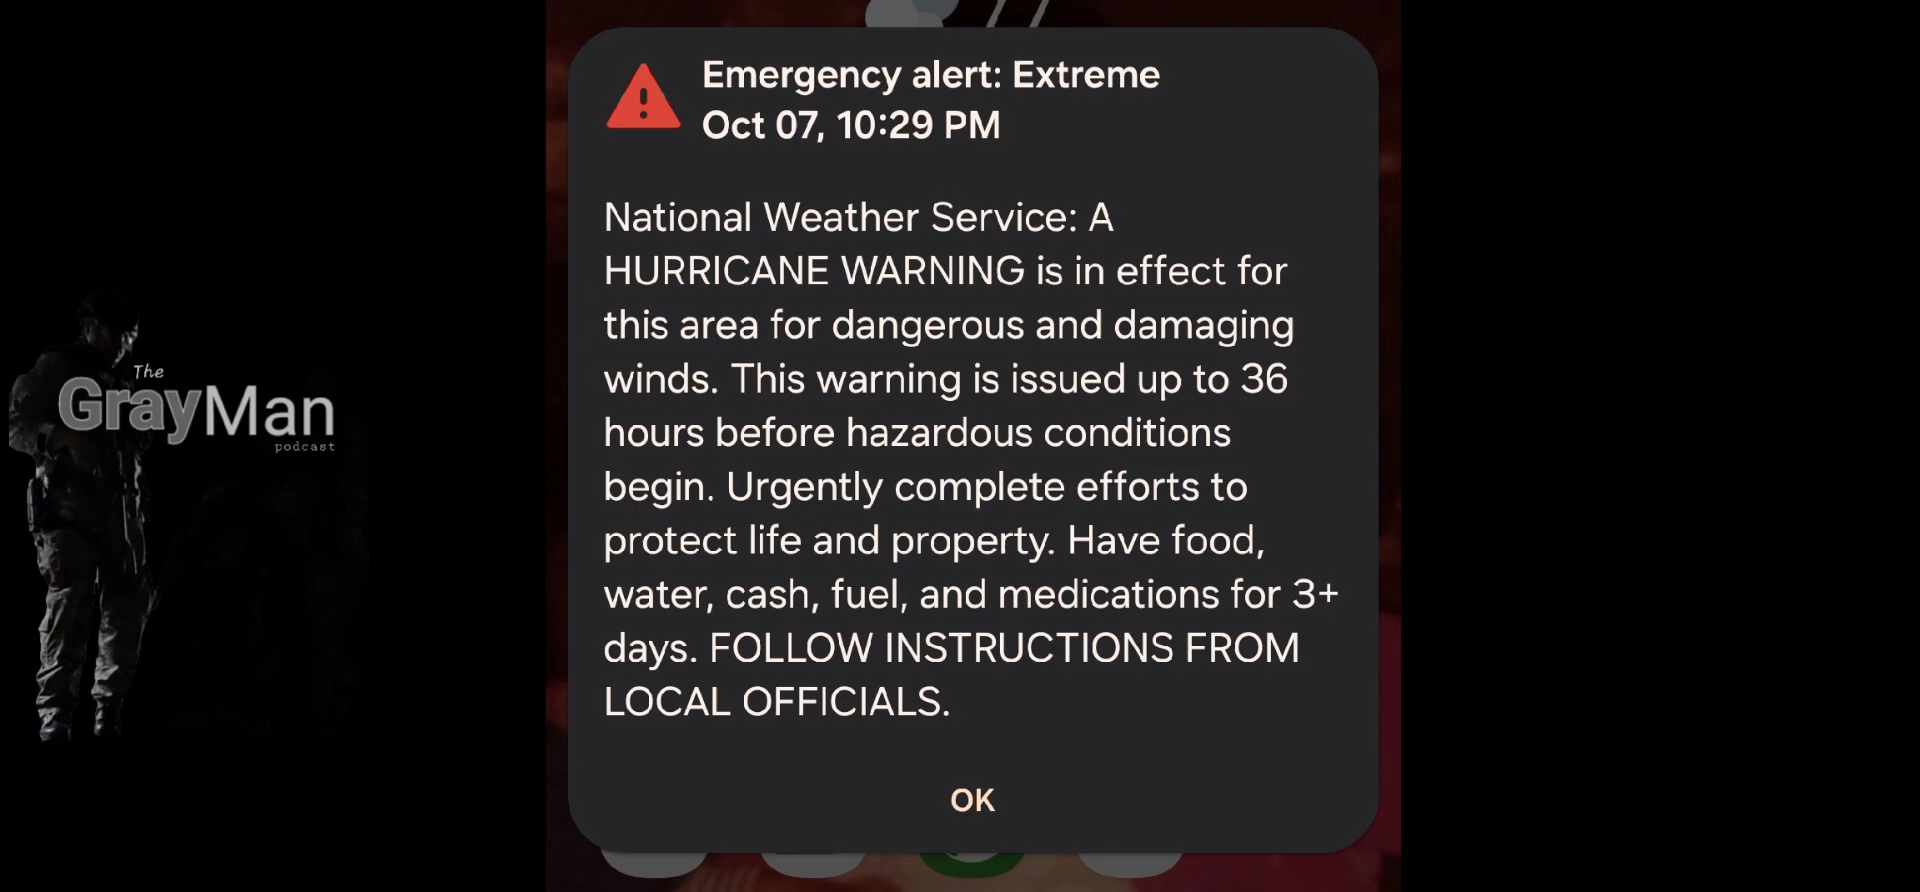 Emergency alert: Extreme
Oct 07, 10:29 PM
National Weather Service: A
HURRICANE WARNING is in effect for
this area for dangerous and damaging
winds. This warning is issued up to 36
hours before hazardous conditions
begin. Urgently complete efforts to
protect life and property. Have food,
water, cash, fuel, and medications for 3+
days. FOLLOW INSTRUCTIONS FROM
LOCAL OFFICIALS.
OK
The
GrayMan
podcast